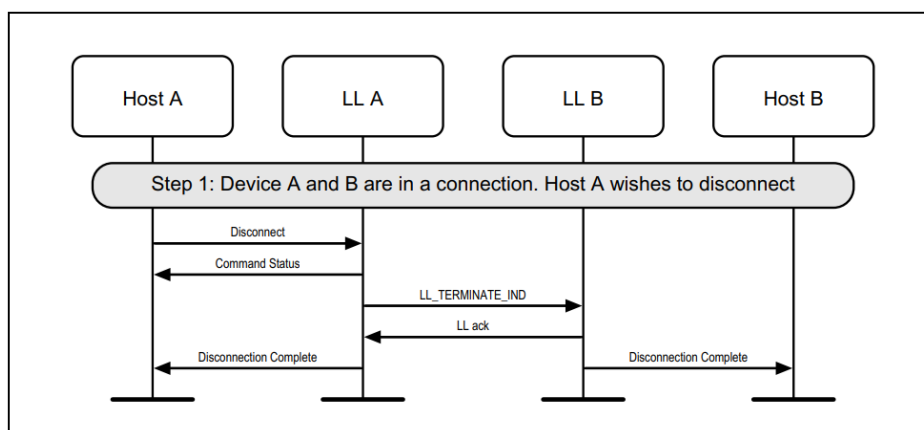 Host A
LL A
LL B
Host B
Step 1: Device A and B are in a connection. Host A wishes to disconnect
Disconnect
Command Status
LL_TERMINATE_IND
LL ack
Disconnection Complete
Disconnection Complete